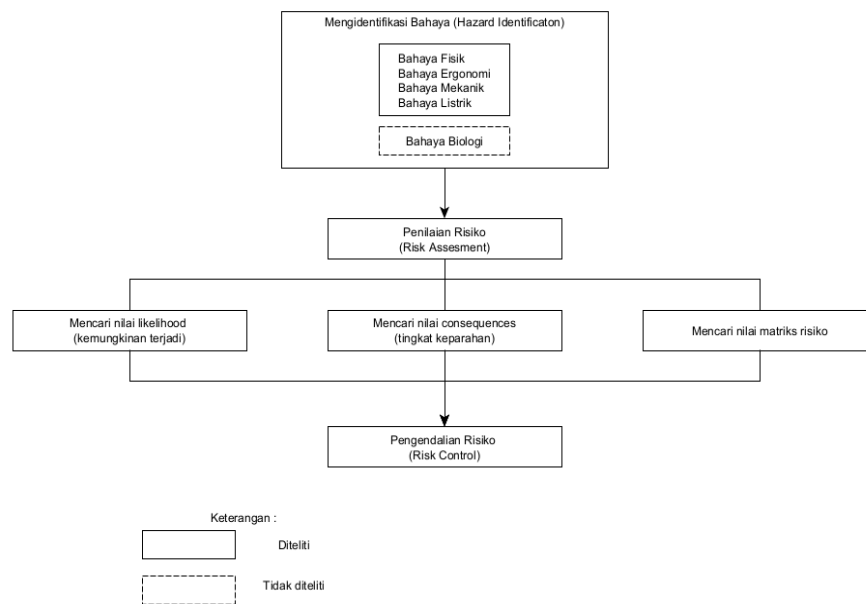 Mengidentifikasi Bahaya (Hazard Identificaton)
Bahaya Fisik
Bahaya Ergonomi
Bahaya Mekanik
Bahaya Listrik
Bahaya Biologi
Penilaian Risiko
(Risk Assesment)
Mencari nilai likelihood
(kemungkinan terjadi)
Mencari nilai consequences
(tingkat keparahan)
Mencari nilai matriks risiko
Pengendalian Risiko
(Risk Control)
Keterangan :
Diteliti
Tidak diteliti